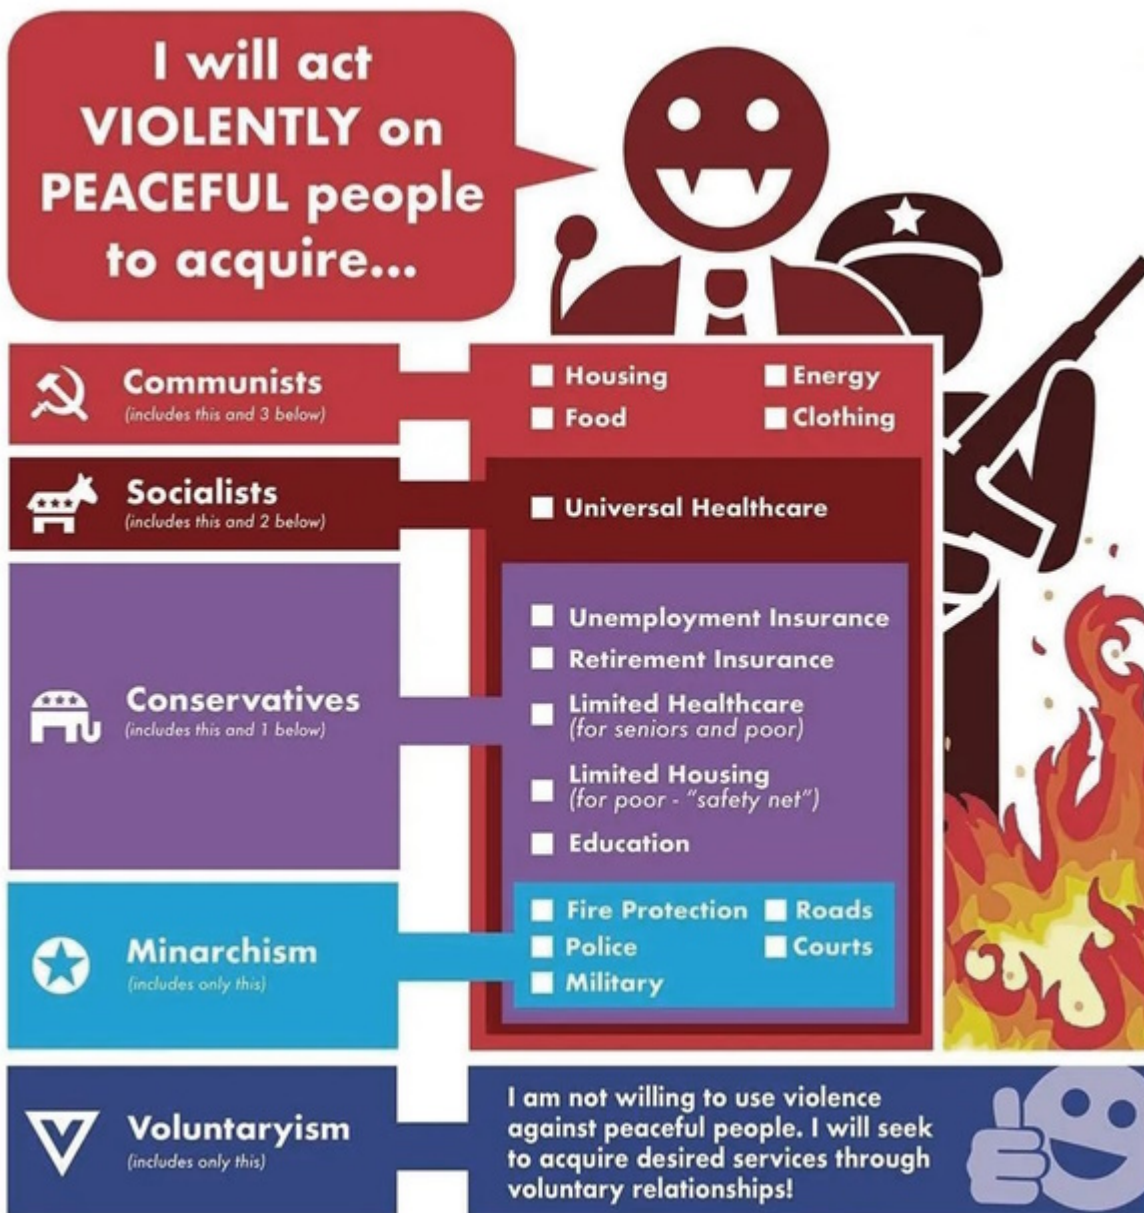 I will act
VIOLENTLY on
PEACEFUL people
to acquire...
Communists
(includes this and 3 below)
Housing
Energy
Food
Clothing
Socialists
(includes this and 2 below)
Universal Healthcare
Conservatives
(includes this and 1 below)
Unemployment Insurance
Retirement Insurance
Limited Healthcare
(for seniors and poor)
Limited Housing
(for poor - “safety net”)
Education
Minarchism
(includes only this)
Fire Protection
Roads
Police
Courts
Military
Voluntaryism
(includes only this)
I am not willing to use violence
against peaceful people. I will seek
to acquire desired services through
voluntary relationships!